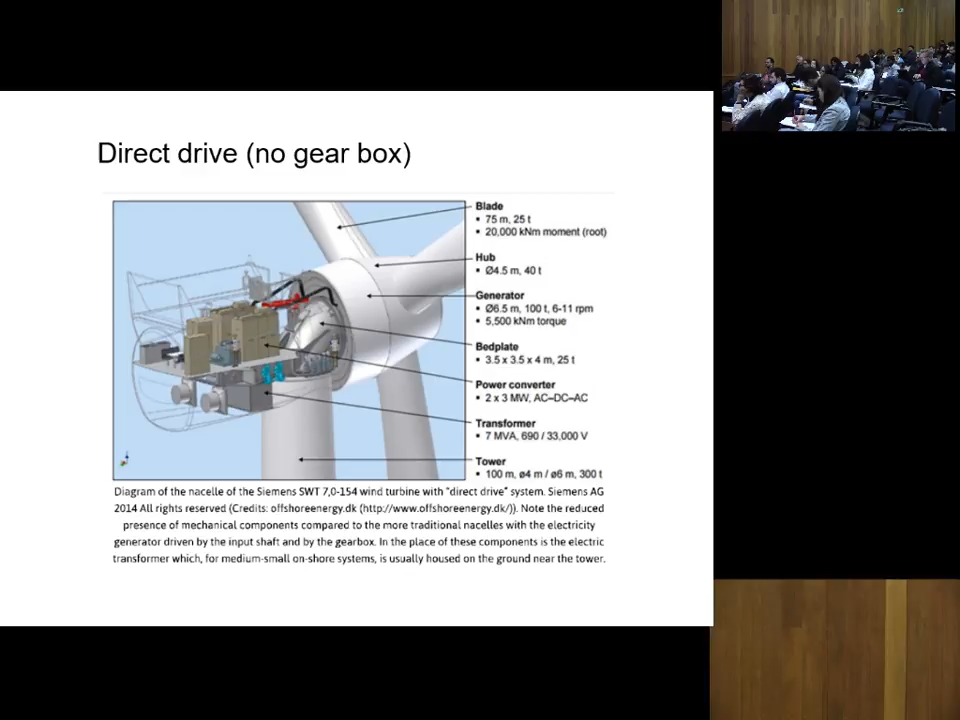 Direct drive (no gear box)
Blade
▪ 75 m, 25 t
▪ 20,000 kNm moment (root)
Hub
▪ Ø4.5 m, 40 t
Generator
▪ Ø6.5 m, 100 t, 6-11 rpm
▪ 5,500 kNm torque
Bedplate
▪ 3.5 x 3.5 x 4 m, 25 t
Power converter
▪ 2 x 3 MW, AC–DC–AC
Transformer
▪ 7 MVA, 690 / 33,000 V
Tower
▪ 100 m, ø4 m / ø6 m, 300 t
Diagram of the nacelle of the Siemens SWT 7,0-154 wind turbine with "direct drive" system. Siemens AG
2014 All rights reserved (Credits: offshoreenergy.dk (http://www.offshoreenergy.dk/)). Note the reduced
presence of mechanical components compared to the more traditional nacelles with the electricity
generator driven by the input shaft and by the gearbox. In the place of these components is the electric
transformer which, for medium-small on-shore systems, is usually housed on the ground near the tower.